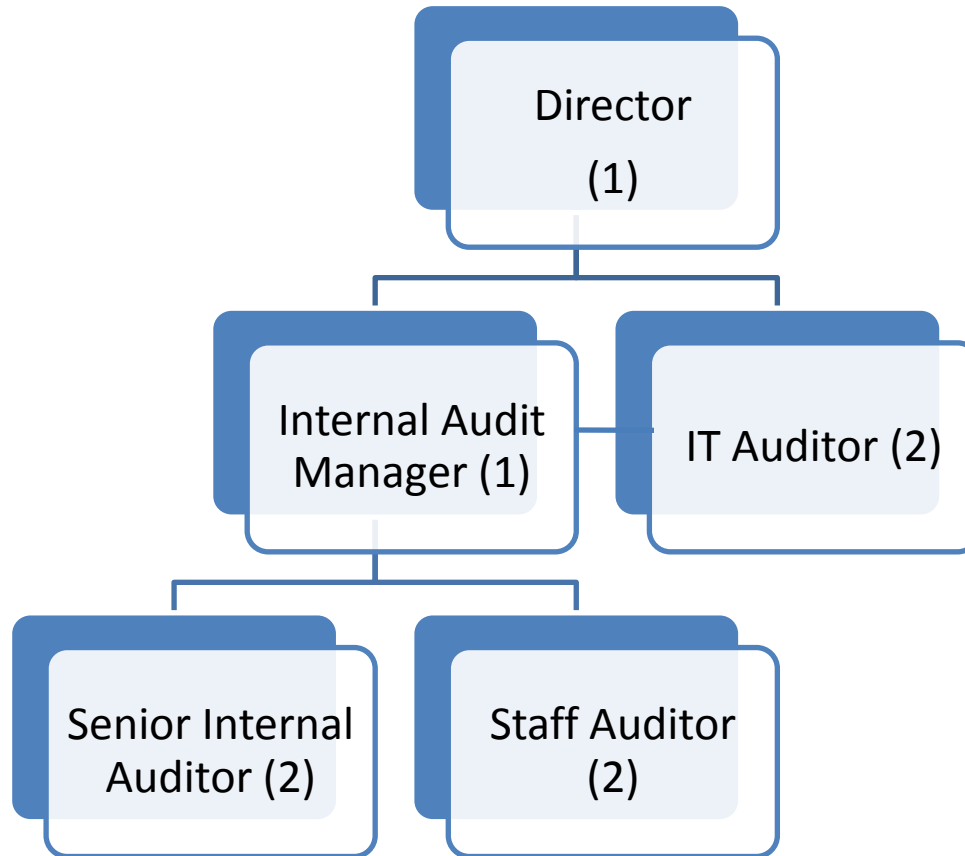 Director
(1)
Internal Audit
Manager (1)
IT Auditor (2)
Senior Internal
Auditor (2)
Staff Auditor
(2)